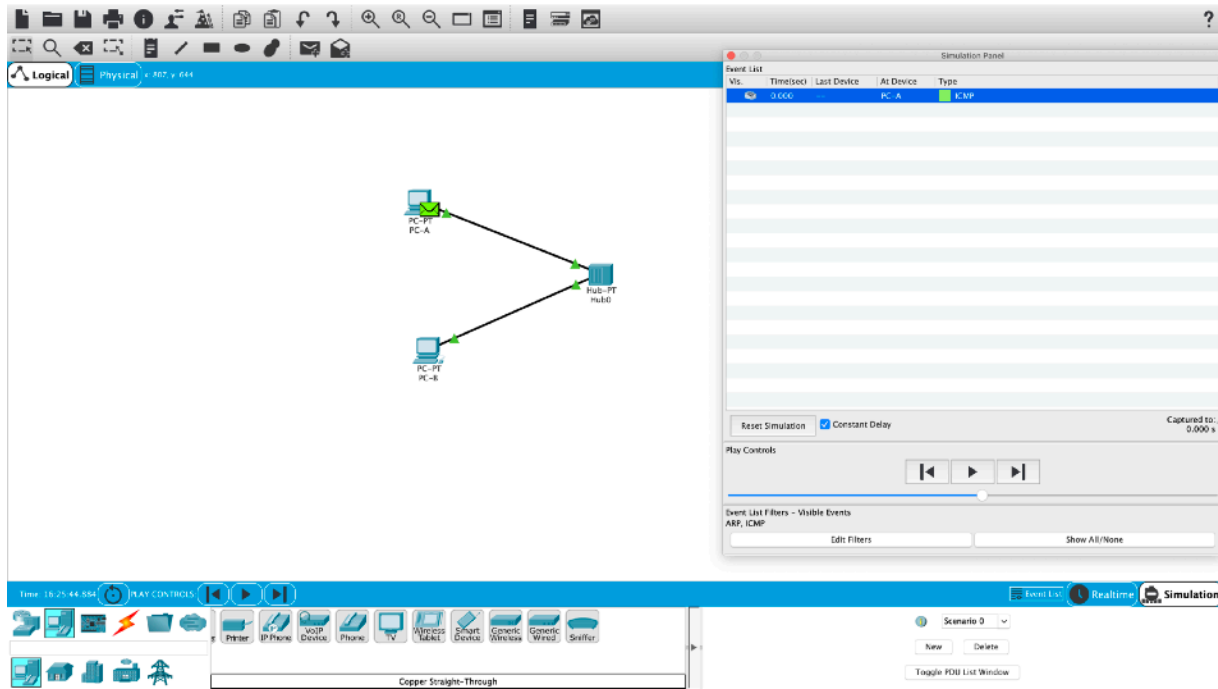 ?
Simulation Panel
Logical
Physical
x: 807, y: 644
Event List
Vis.
Time(sec)
Last Device
At Device
Type
0.000
---
PC-A
ICMP
PC-PT
PC-A
Hub-PT
Hub0
PC-PT
PC-B
Reset Simulation
Constant Delay
Captured to:
0.000 s
Play Controls
Event List Filters - Visible Events
ARP, ICMP
Edit Filters
Show All/None
Time: 16:25:44.884
PLAY CONTROLS:
Event List
Realtime
Simulation
Printer
IP Phone
VoIP
Device
Phone
TV
Wireless
Tablet
Smart
Device
Generic
Wireless
Generic
Wired
Sniffer
Copper Straight-Through
Scenario 0
New
Delete
Toggle PDU List Window